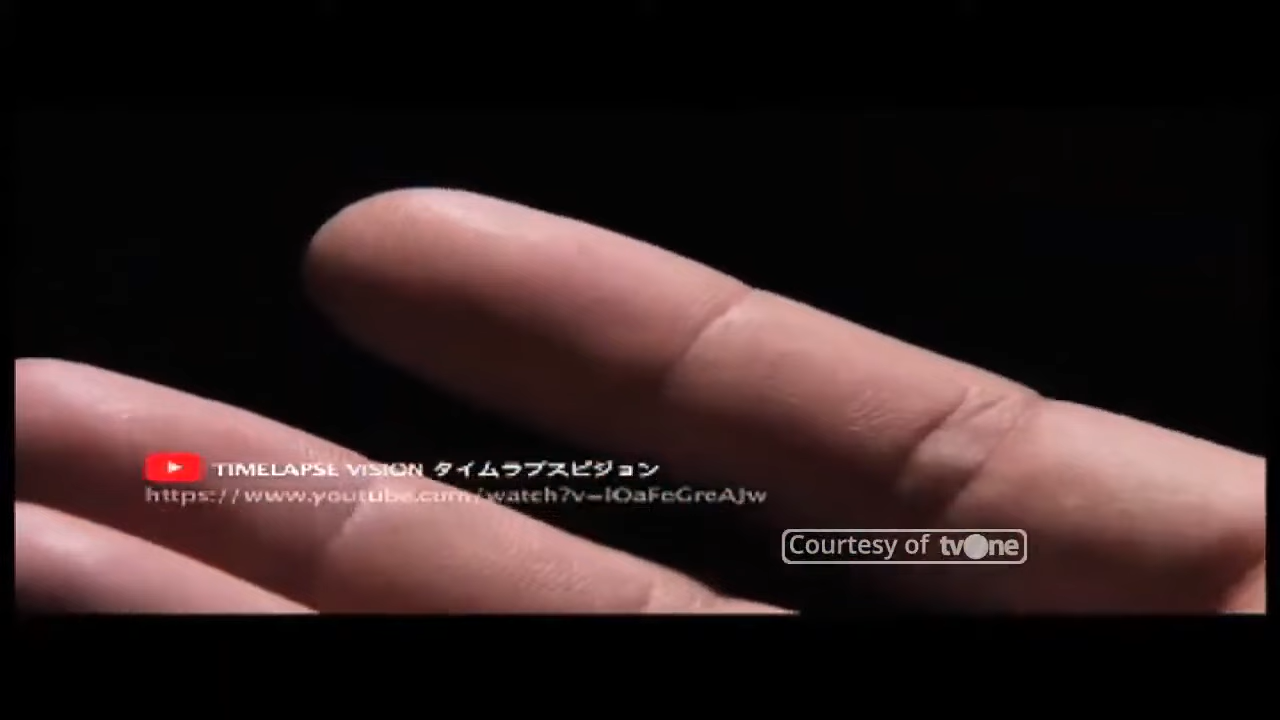 TIMELAPSE VISION タイムラプスビジョン
https://www.youtube.com/watch?v=IOaFeGreAJw
Courtesy of tvOne